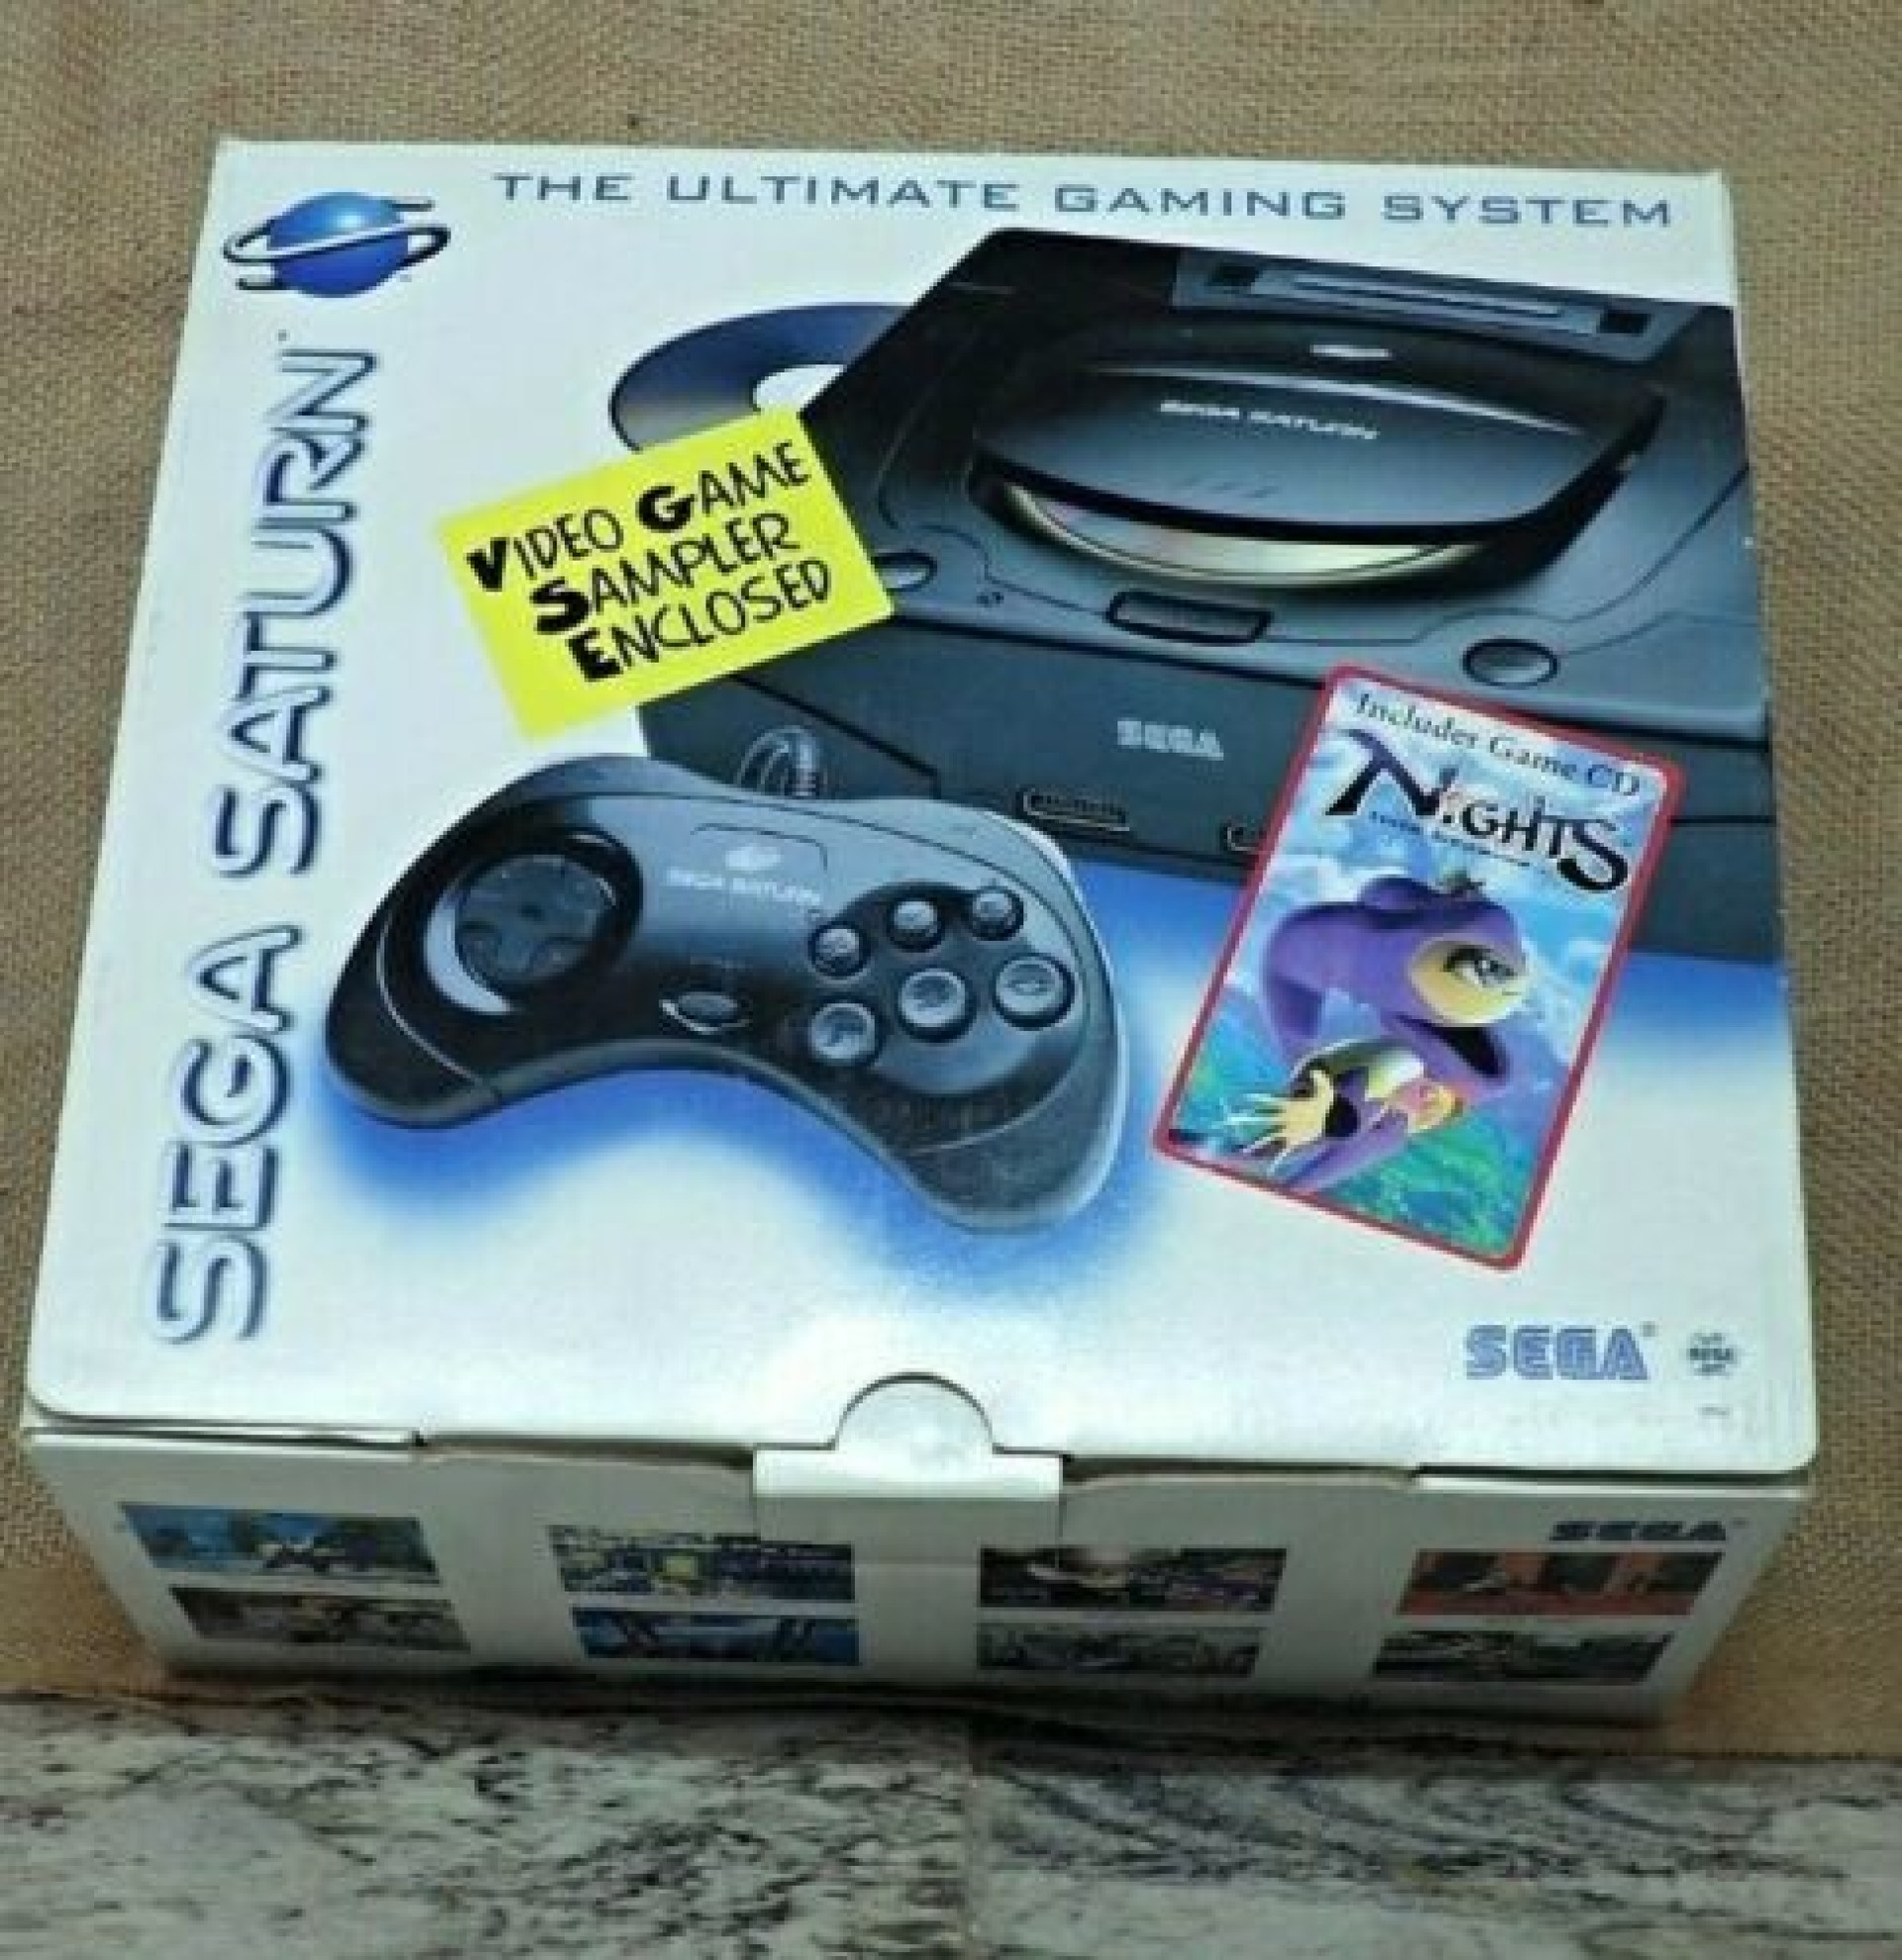 THE ULTIMATE GAMING SYSTEM
SEGA SATURN
SEGA SATURN
VIDEO GAME
SAMPLER
ENCLOSED
SEGA
Includes Game CD
NiGHTS
SEGA SATURN
SEGA
SEGA